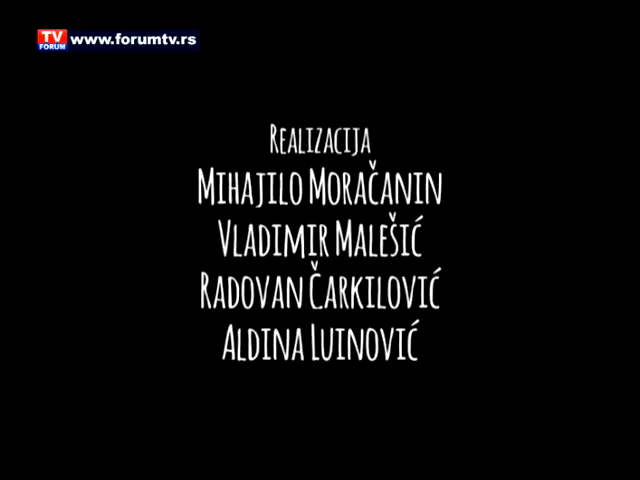 TV FORUM www.forumtv.rs
REALIZACIJA
MIHAJILO MORAČANIN
VLADIMIR MALEŠIĆ
RADOVAN ČARKILOVIĆ
ALDINA LUINOVIĆ